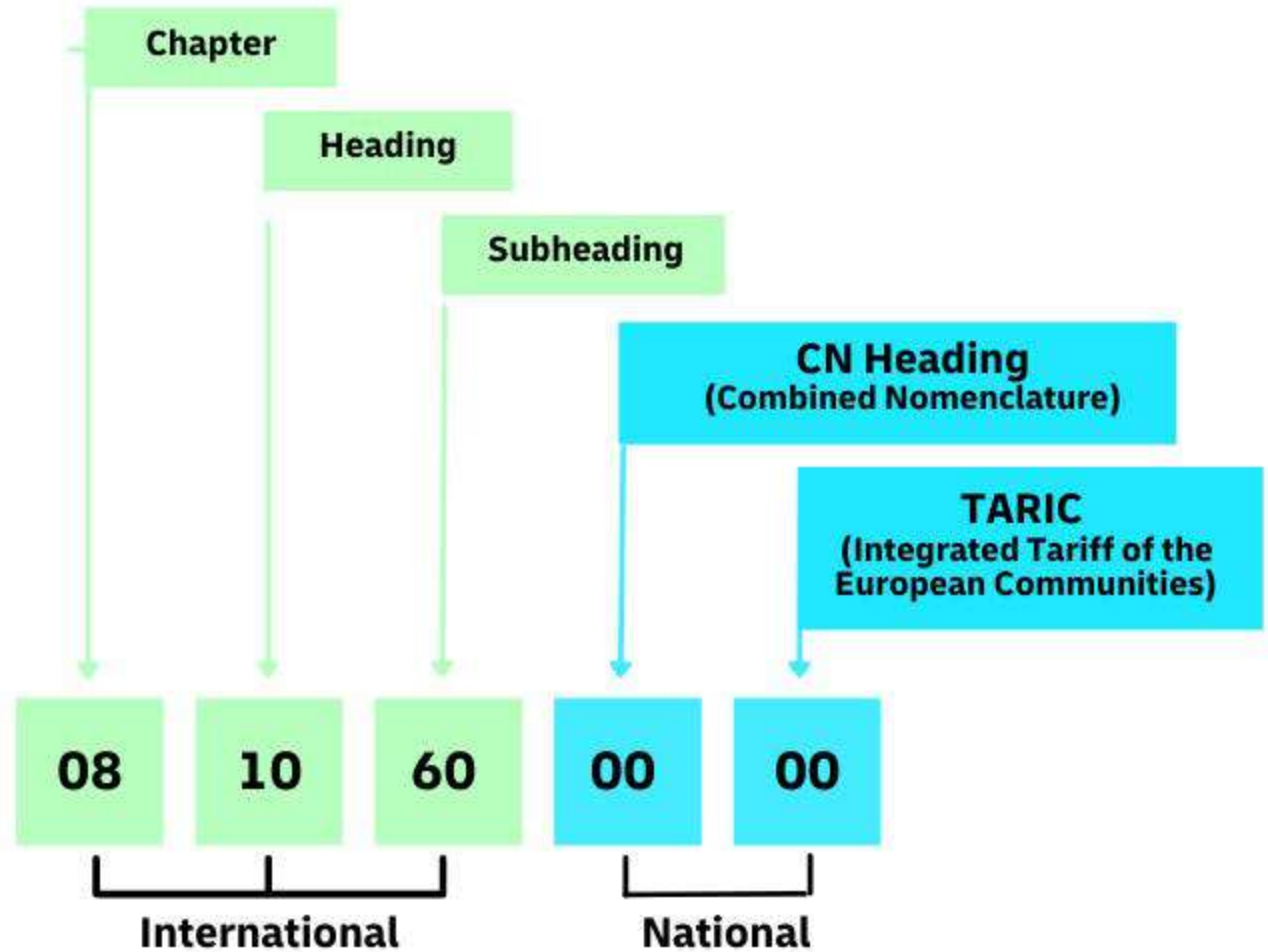 Chapter
Heading
Subheading
CN Heading
(Combined Nomenclature)
TARIC
(Integrated Tariff of the
European Communities)
08 10 60 00 00
International National